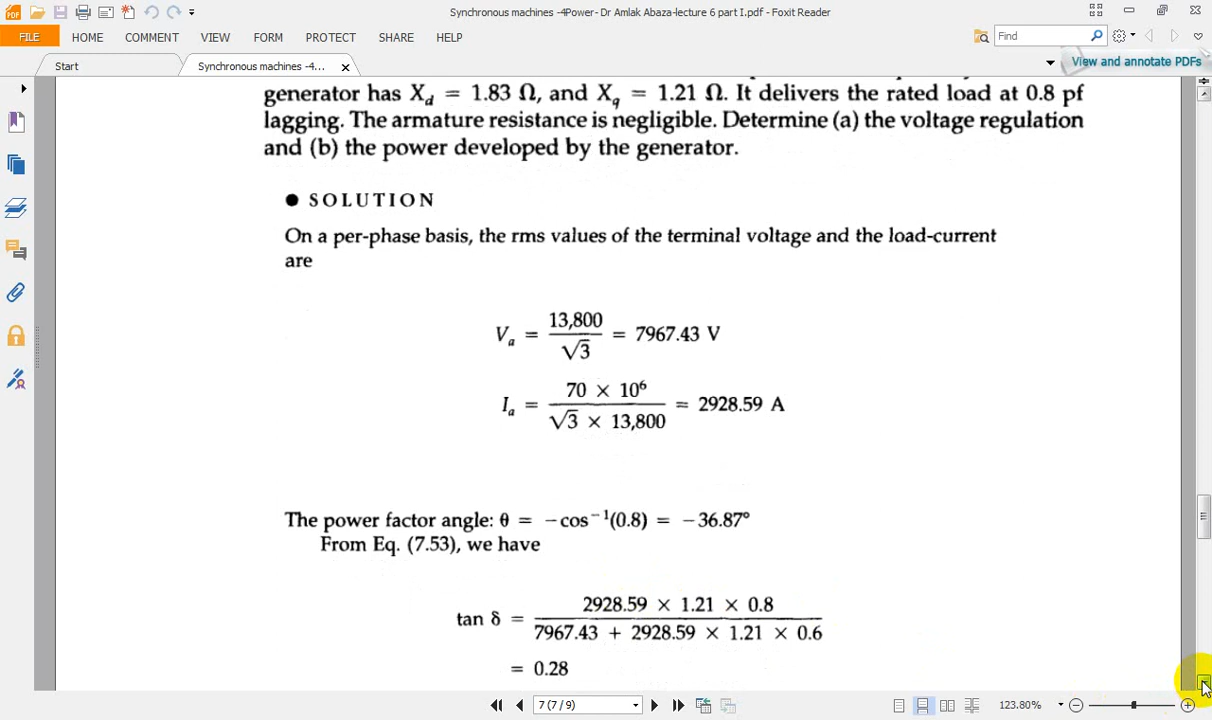 Synchronous machines -4Power- Dr Amlak Abaza-lecture 6 part I.pdf - Foxit Reader
FILE HOME COMMENT VIEW FORM PROTECT SHARE HELP Find
Start Synchronous machines -4... View and annotate PDFs
generator has X_d = 1.83 Ω, and X_q = 1.21 Ω. It delivers the rated load at 0.8 pf
lagging. The armature resistance is negligible. Determine (a) the voltage regulation
and (b) the power developed by the generator.
● SOLUTION
On a per-phase basis, the rms values of the terminal voltage and the load-current
are
V_a = 13,800 / √3 = 7967.43 V
I_a = 70 × 10⁶ / √3 × 13,800 = 2928.59 A
The power factor angle: θ = −cos⁻¹(0.8) = −36.87°
From Eq. (7.53), we have
tan δ = 2928.59 × 1.21 × 0.8 / 7967.43 + 2928.59 × 1.21 × 0.6
= 0.28
7 (7 / 9) 123.80%